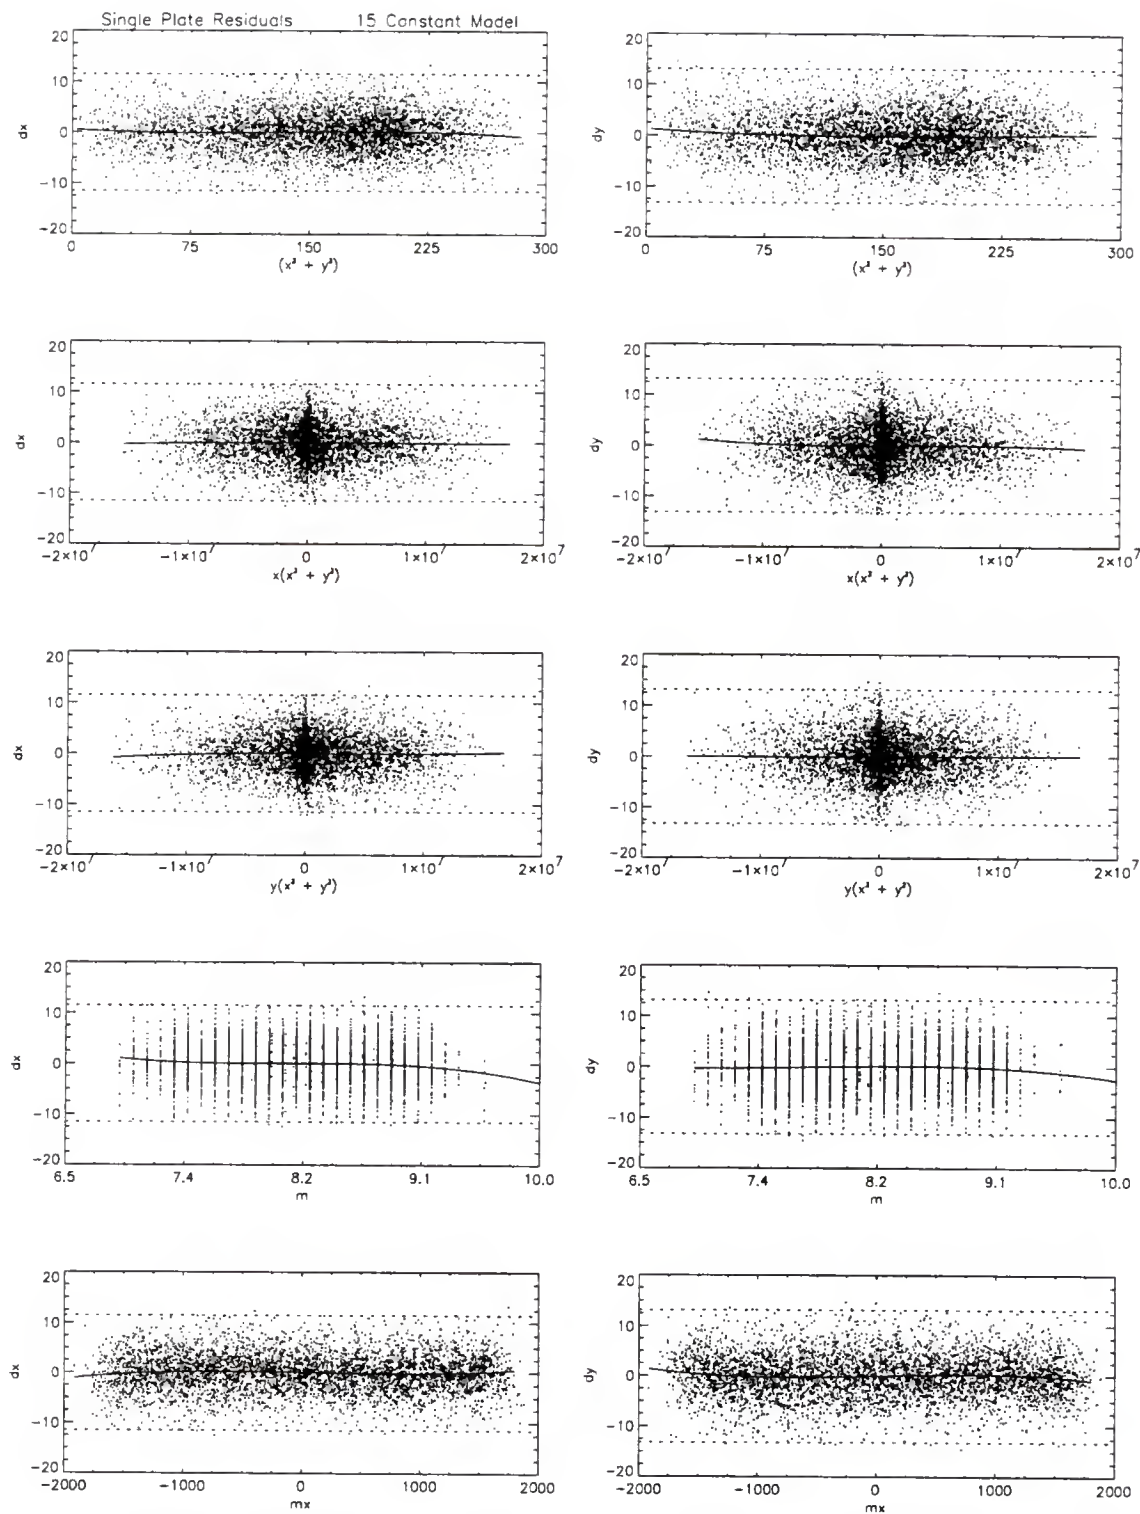 Single Plate Residuals 15 Constant Model
20
10
0
-10
-20
dx
0 75 150 225 300
(x² + y²)
20
10
0
-10
-20
dy
0 75 150 225 300
(x² + y²)
20
10
0
-10
-20
dx
-2×10⁷ -1×10⁷ 0 1×10⁷ 2×10⁷
x(x² + y²)
20
10
0
-10
-20
dy
-2×10⁷ -1×10⁷ 0 1×10⁷ 2×10⁷
x(x² + y²)
20
10
0
-10
-20
dx
-2×10⁷ -1×10⁷ 0 1×10⁷ 2×10⁷
y(x² + y²)
20
10
0
-10
-20
dy
-2×10⁷ -1×10⁷ 0 1×10⁷ 2×10⁷
y(x² + y²)
20
10
0
-10
-20
dx
6.5 7.4 8.2 9.1 10.0
m
20
10
0
-10
-20
dy
6.5 7.4 8.2 9.1 10.0
m
20
10
0
-10
-20
dx
-2000 -1000 0 1000 2000
mx
20
10
0
-10
-20
dy
-2000 -1000 0 1000 2000
mx